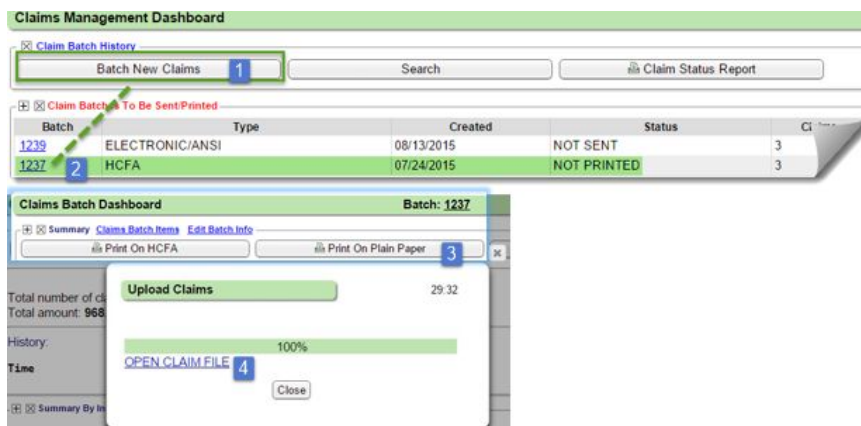 Claims Management Dashboard
Claim Batch History
Batch New Claims 1 Search Claim Status Report
Claim Batches To Be Sent/Printed
Batch Type Created Status
1239 ELECTRONIC/ANSI 08/13/2015 NOT SENT 3
1237 2 HCFA 07/24/2015 NOT PRINTED 3
Claims Batch Dashboard Batch: 1237
Summary Claims Batch Items Edit Batch Info
Print On HCFA Print On Plain Paper 3
Upload Claims 29:32
Total number of
Total amount: 968
100%
History:
OPEN CLAIM FILE 4
Time
Close
Summary By